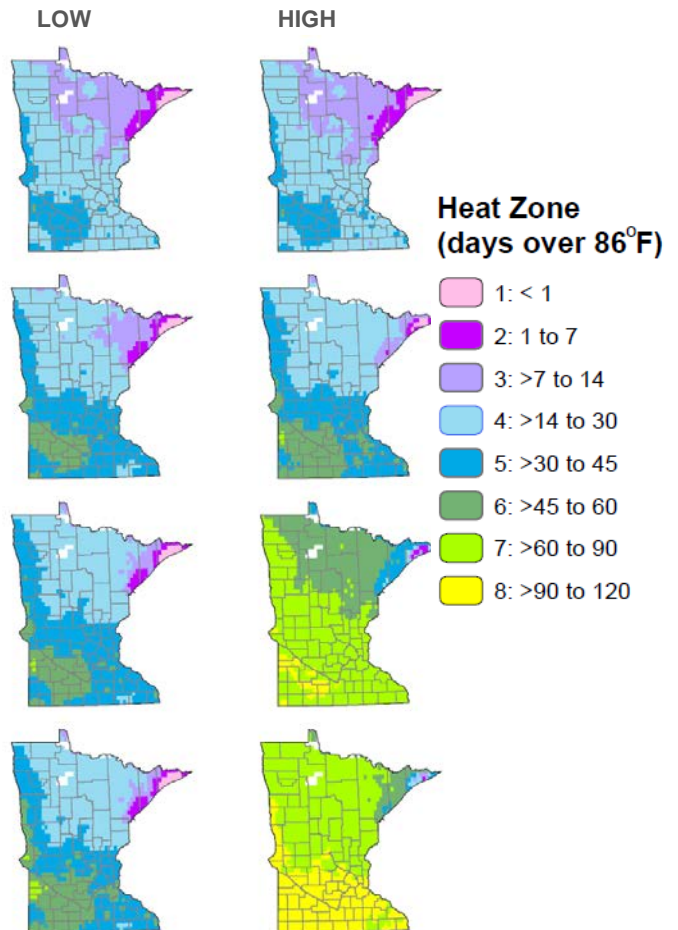 LOW
HIGH
Heat Zone
(days over 86°F)
1: < 1
2: 1 to 7
3: >7 to 14
4: >14 to 30
5: >30 to 45
6: >45 to 60
7: >60 to 90
8: >90 to 120